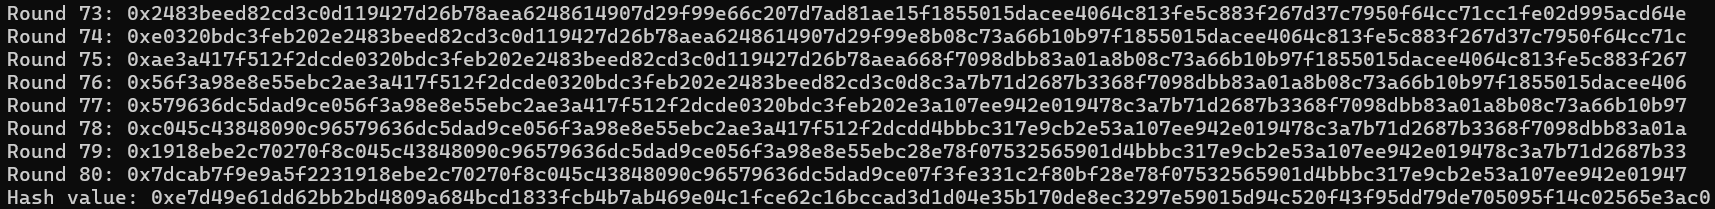 Round 73: 0x2483beed82cd3c0d119427d26b78aea6248614907d29f99e66c207d7ad81ae15f1855015dacee4064c813fe5c883f267d37c7950f64cc71cc1fe02d995acd64e
Round 74: 0xe0320bdc3feb202e2483beed82cd3c0d119427d26b78aea6248614907d29f99e8b08c73a66b10b97f1855015dacee4064c813fe5c883f267d37c7950f64cc71c
Round 75: 0xae3a417f512f2dcde0320bdc3feb202e2483beed82cd3c0d119427d26b78aea668f7098dbb83a01a8b08c73a66b10b97f1855015dacee4064c813fe5c883f267
Round 76: 0x56f3a98e8e55ebc2ae3a417f512f2dcde0320bdc3feb202e2483beed82cd3c0d8c3a7b71d2687b3368f7098dbb83a01a8b08c73a66b10b97f1855015dacee406
Round 77: 0x579636dc5dad9ce056f3a98e8e55ebc2ae3a417f512f2dcde0320bdc3feb202e3a107ee942e019478c3a7b71d2687b3368f7098dbb83a01a8b08c73a66b10b97
Round 78: 0xc045c43848090c96579636dc5dad9ce056f3a98e8e55ebc2ae3a417f512f2dcdd4bbbc317e9cb2e53a107ee942e019478c3a7b71d2687b3368f7098dbb83a01a
Round 79: 0x1918ebe2c70270f8c045c43848090c96579636dc5dad9ce056f3a98e8e55ebc28e78f07532565901d4bbbc317e9cb2e53a107ee942e019478c3a7b71d2687b33
Round 80: 0x7dcab7f9e9a5f2231918ebe2c70270f8c045c43848090c96579636dc5dad9ce07f3fe331c2f80bf28e78f07532565901d4bbbc317e9cb2e53a107ee942e01947
Hash value: 0xe7d49e61dd62bb2bd4809a684bcd1833fcb4b7ab469e04c1fce62c16bccad3d1d04e35b170de8ec3297e59015d94c520f43f95dd79de705095f14c02565e3ac0